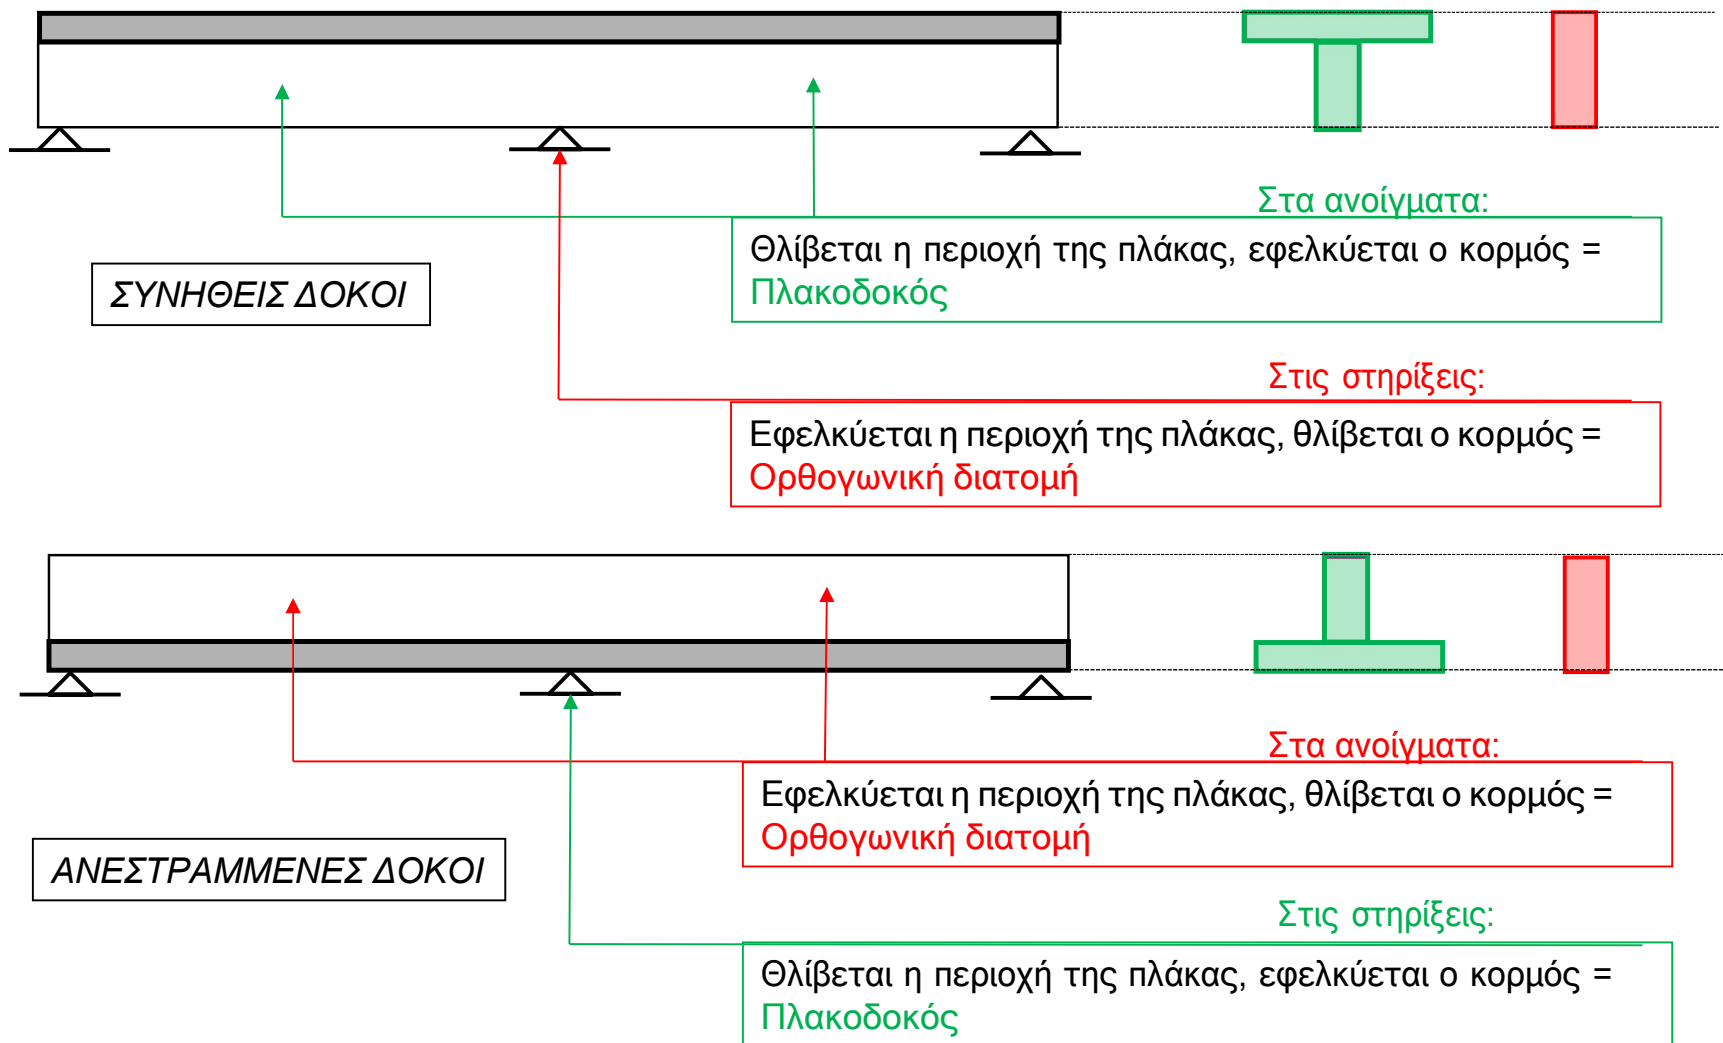 Στα ανοίγματα:
Θλίβεται η περιοχή της πλάκας, εφελκύεται ο κορμός =
Πλακοδοκός
ΣΥΝΗΘΕΙΣ ΔΟΚΟΙ
Στις στηρίξεις:
Εφελκύεται η περιοχή της πλάκας, θλίβεται ο κορμός =
Ορθογωνική διατομή
Στα ανοίγματα:
Εφελκύεται η περιοχή της πλάκας, θλίβεται ο κορμός =
Ορθογωνική διατομή
ΑΝΕΣΤΡΑΜΜΕΝΕΣ ΔΟΚΟΙ
Στις στηρίξεις:
Θλίβεται η περιοχή της πλάκας, εφελκύεται ο κορμός =
Πλακοδοκός